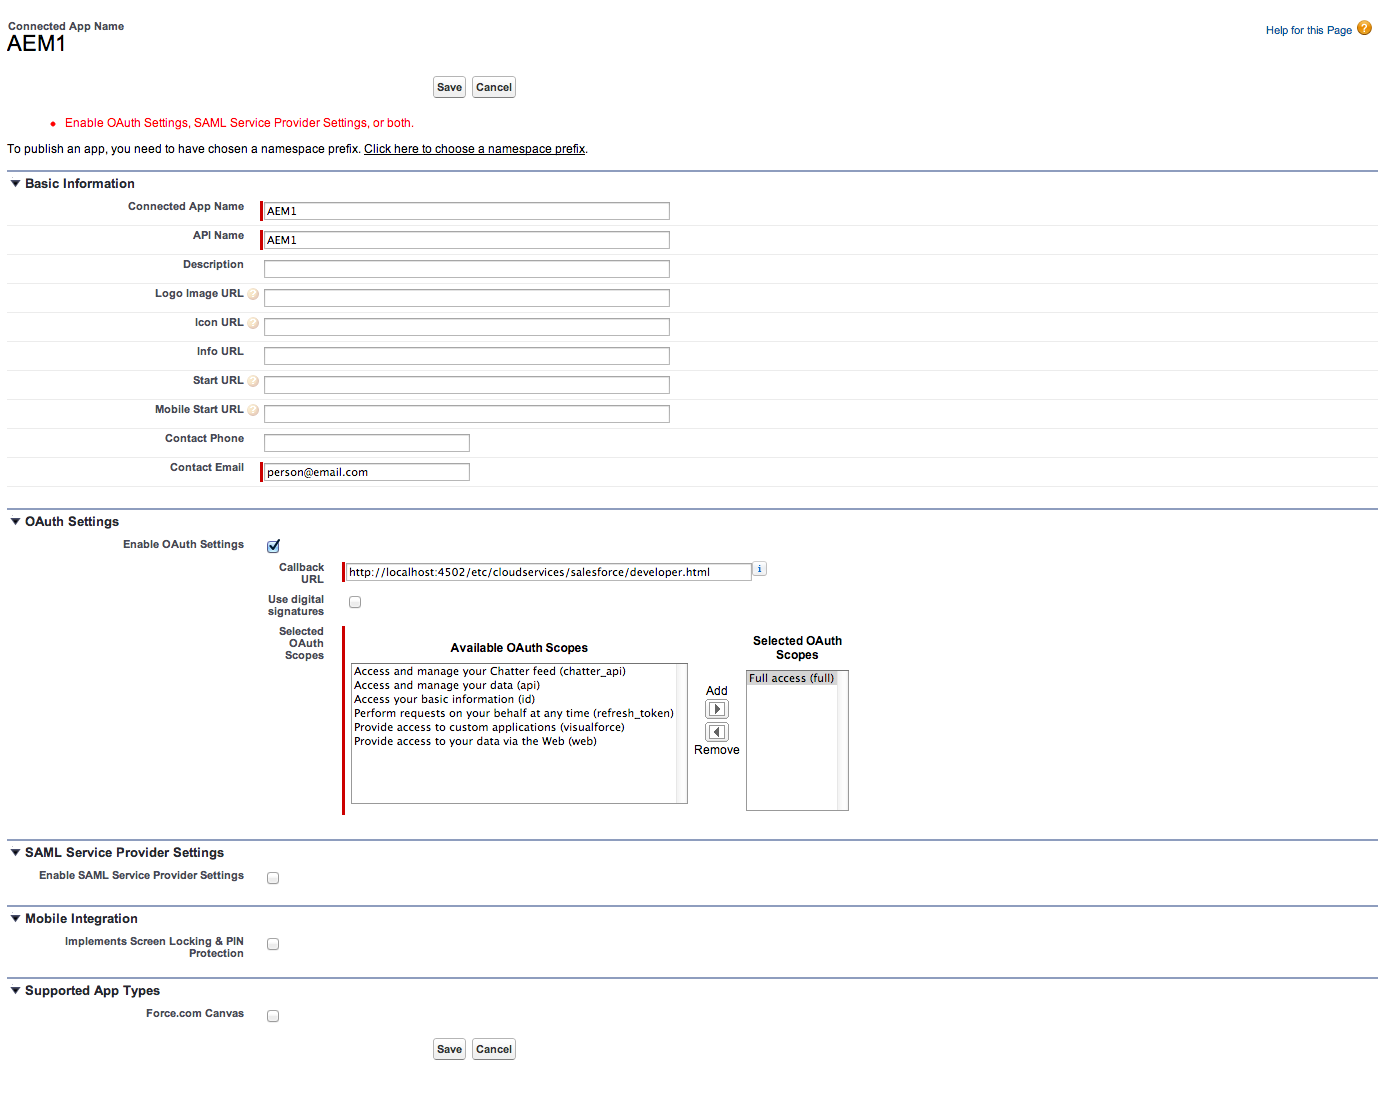 Connected App Name
AEM1
Help for this Page ?
Save Cancel
• Enable OAuth Settings, SAML Service Provider Settings, or both.
To publish an app, you need to have chosen a namespace prefix. Click here to choose a namespace prefix.
Basic Information
Connected App Name AEM1
API Name AEM1
Description
Logo Image URL ?
Icon URL ?
Info URL
Start URL ?
Mobile Start URL ?
Contact Phone
Contact Email person@email.com
OAuth Settings
Enable OAuth Settings
Callback
URL
http://localhost:4502/etc/cloudservices/salesforce/developer.html i
Use digital
signatures
Selected
OAuth
Scopes
Available OAuth Scopes
Access and manage your Chatter feed (chatter_api)
Access and manage your data (api)
Access your basic information (id)
Perform requests on your behalf at any time (refresh_token)
Provide access to custom applications (visualforce)
Provide access to your data via the Web (web)
Add
Remove
Selected OAuth
Scopes
Full access (full)
SAML Service Provider Settings
Enable SAML Service Provider Settings
Mobile Integration
Implements Screen Locking & PIN
Protection
Supported App Types
Force.com Canvas
Save Cancel